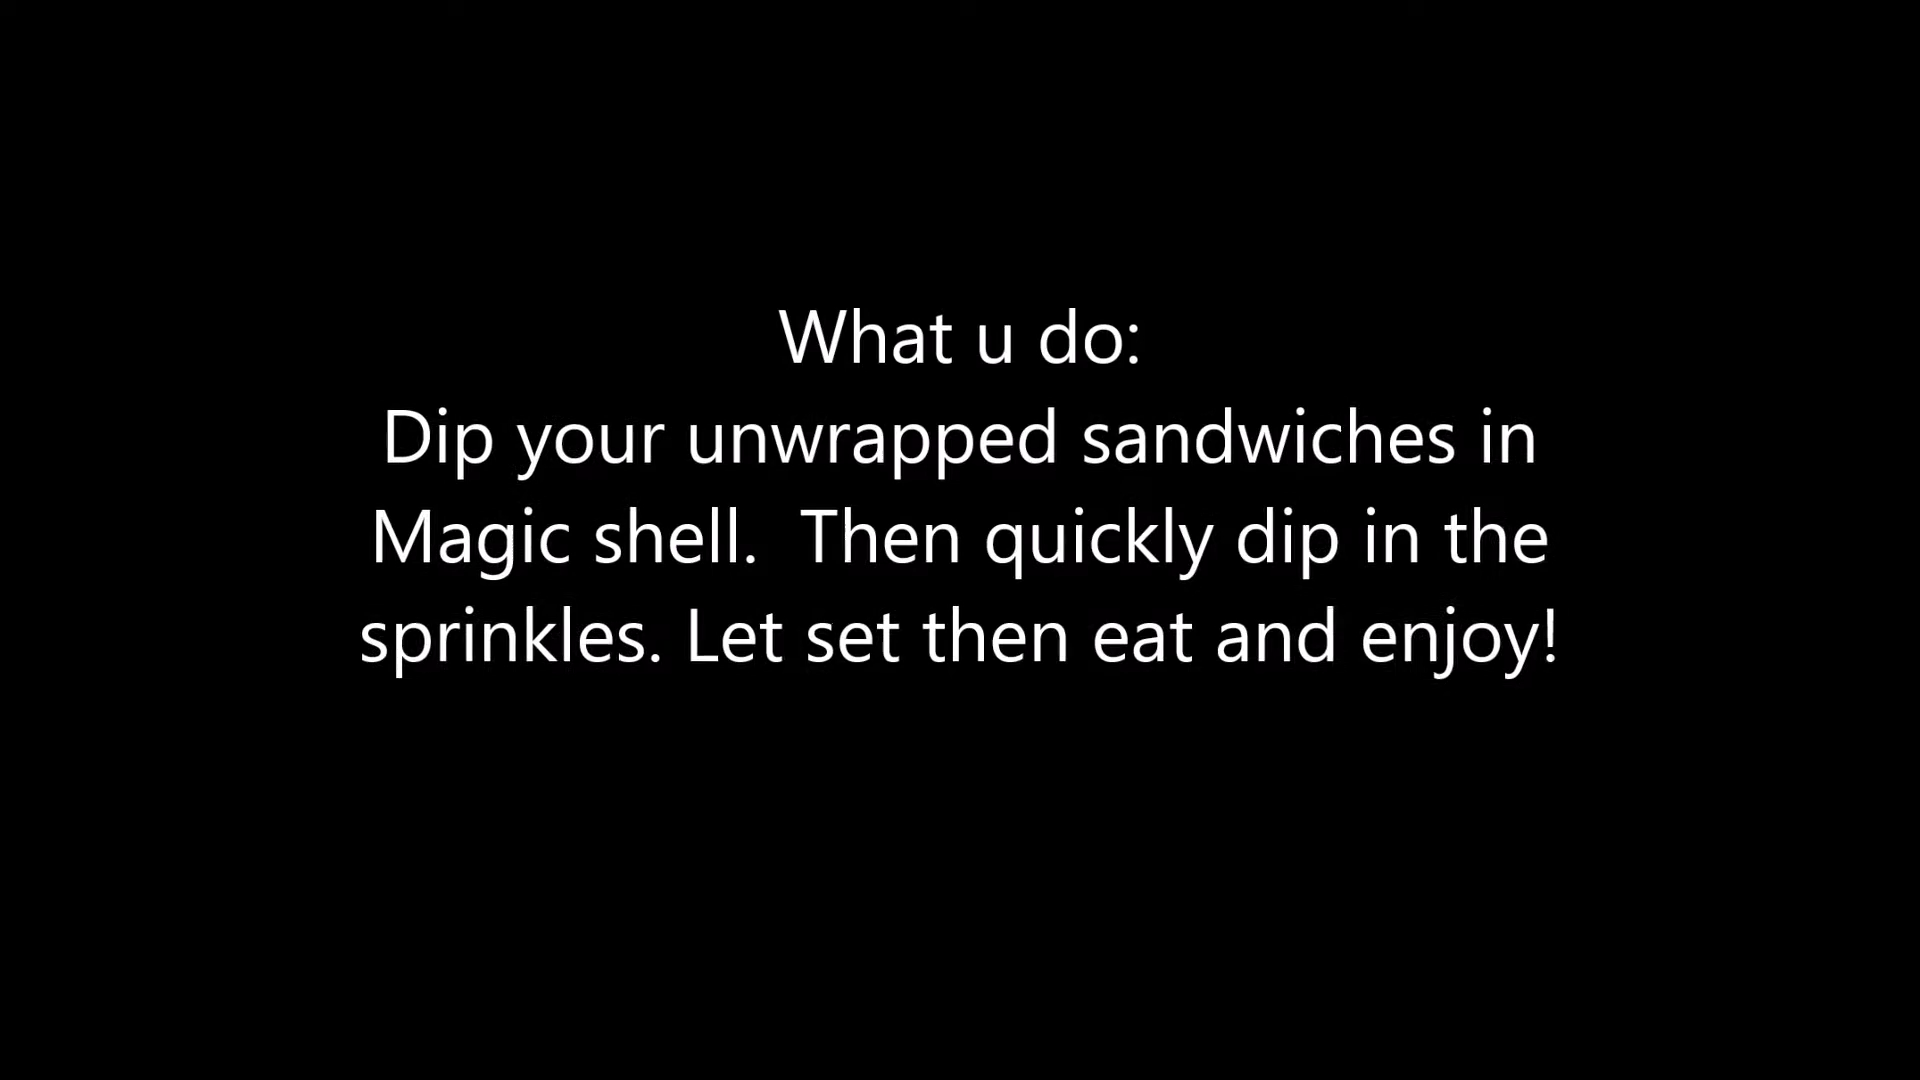 What u do:
Dip your unwrapped sandwiches in
Magic shell.  Then quickly dip in the
sprinkles. Let set then eat and enjoy!